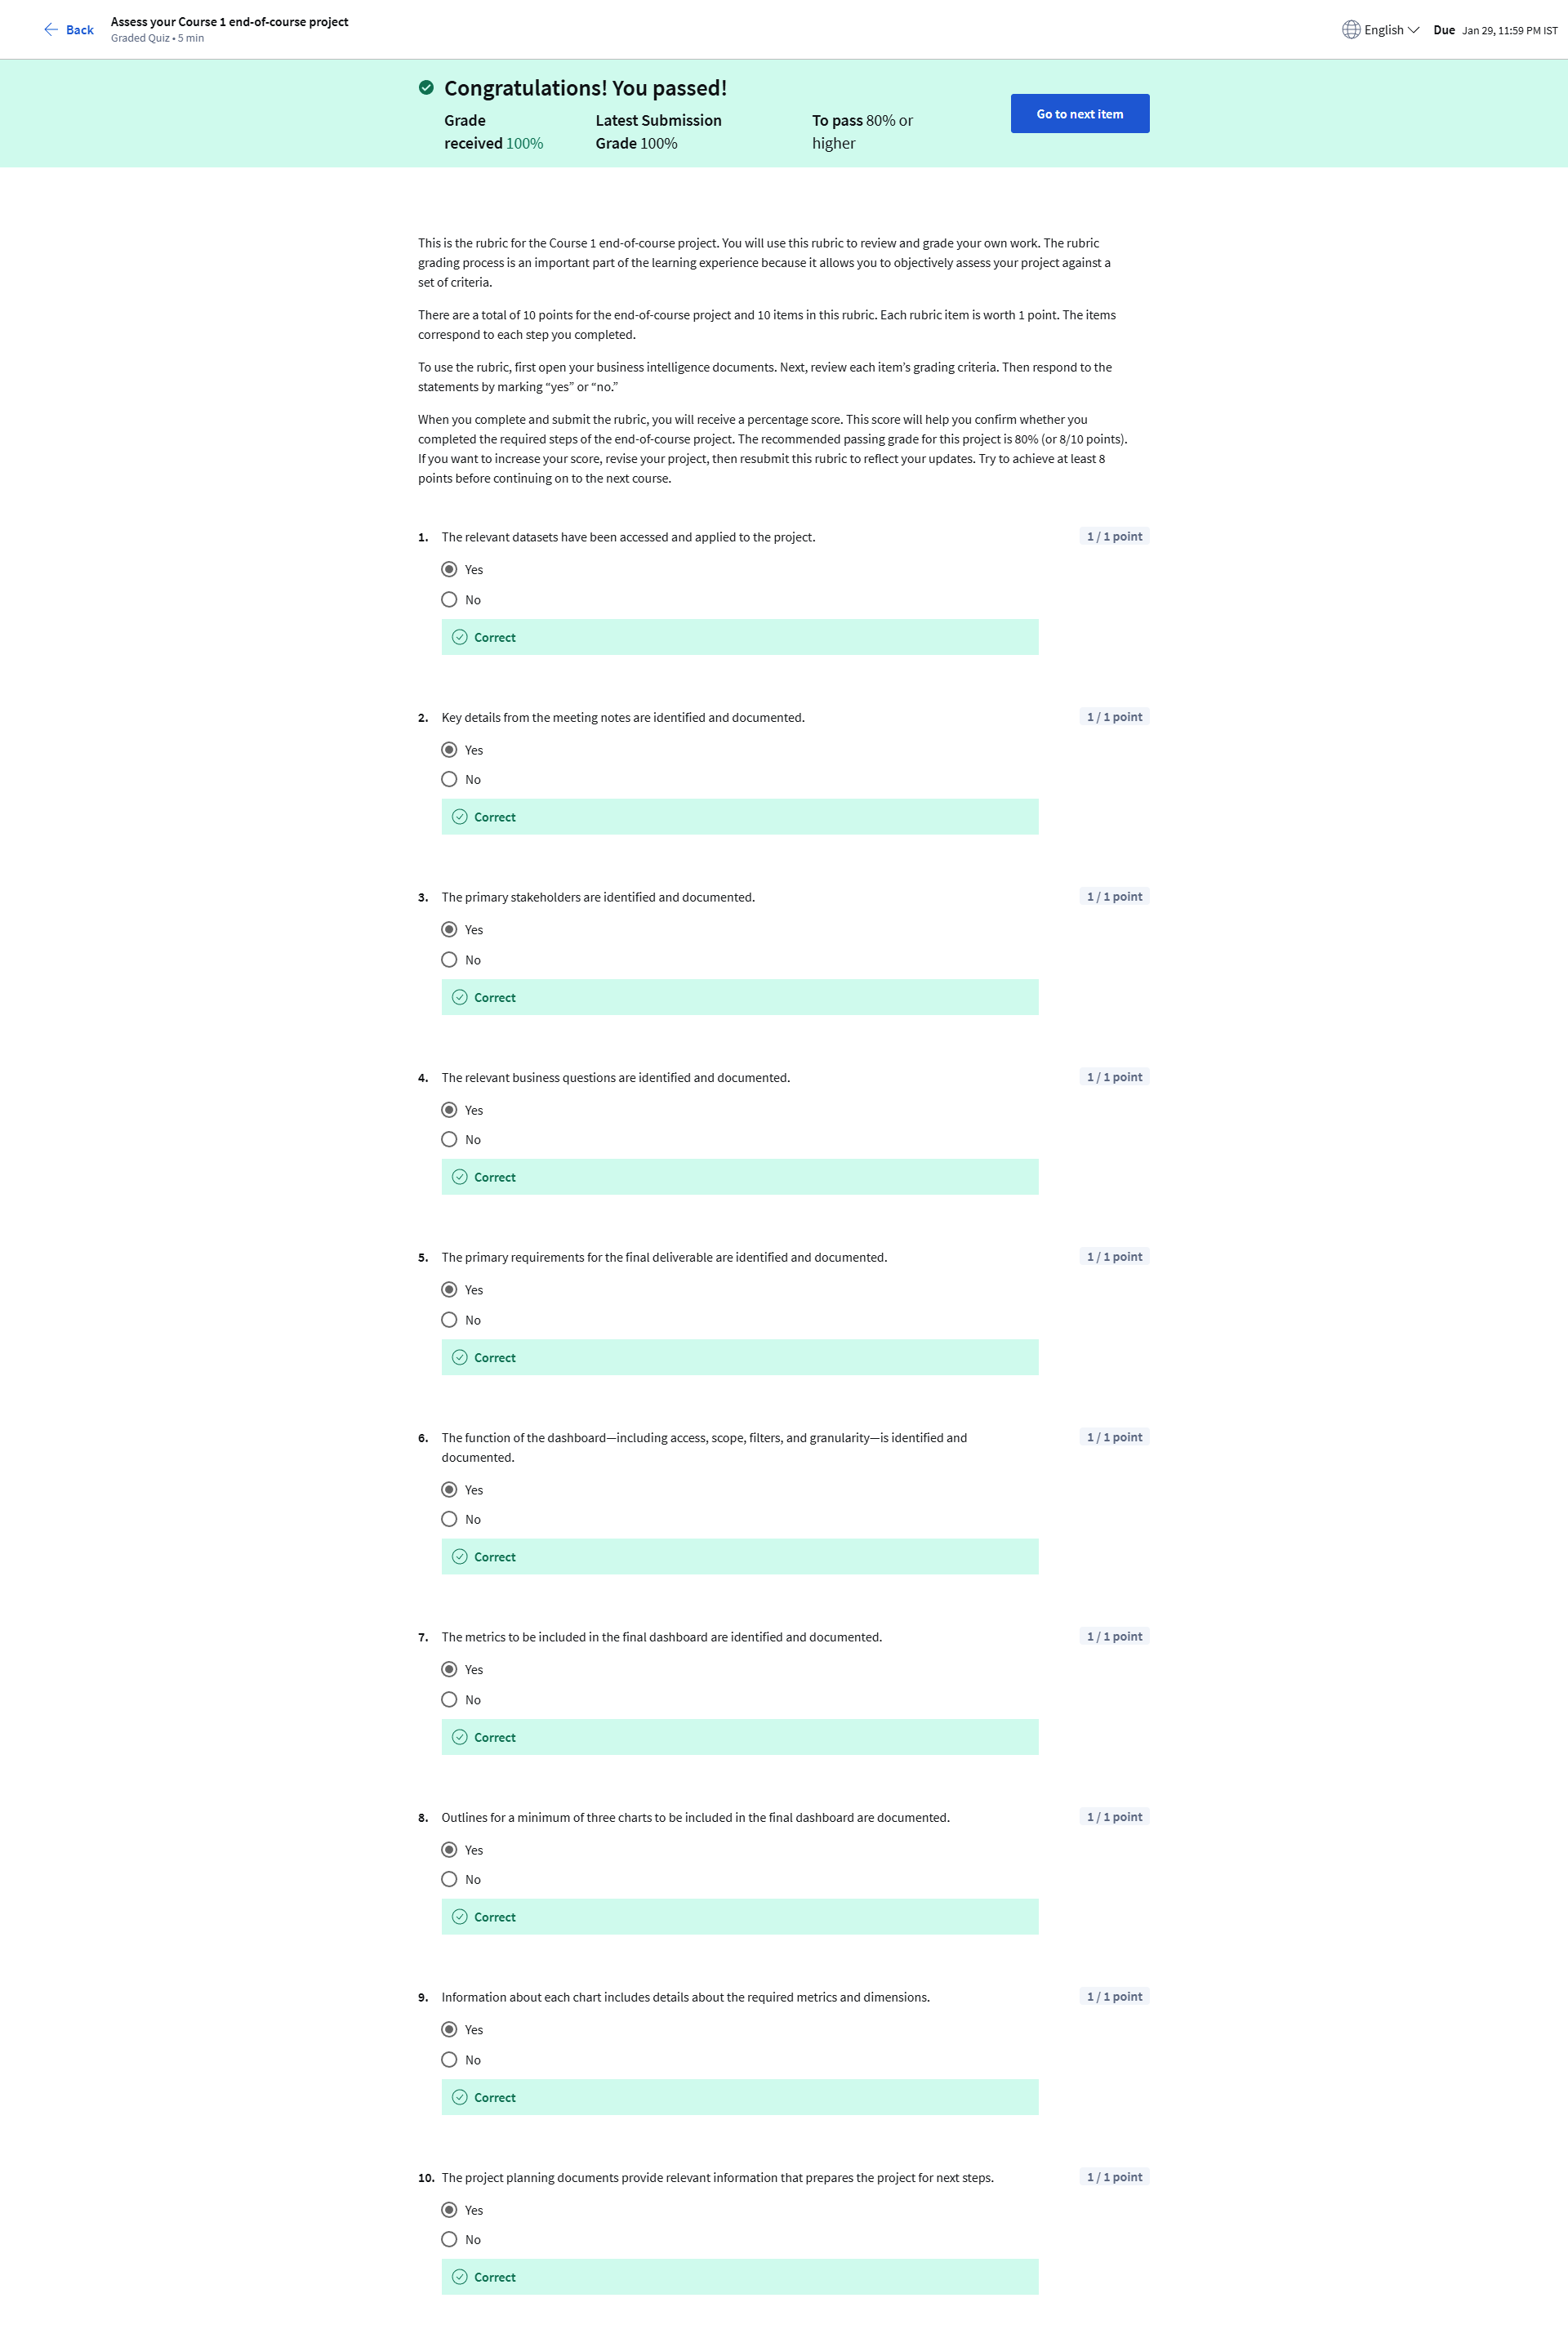 Back
Assess your Course 1 end-of-course project
Graded Quiz • 5 min
English
Due Jan 29, 11:59 PM IST
Congratulations! You passed!
Grade received 100%
Latest Submission Grade 100%
To pass 80% or higher
Go to next item
This is the rubric for the Course 1 end-of-course project. You will use this rubric to review and grade your own work. The rubric
grading process is an important part of the learning experience because it allows you to objectively assess your project against a
set of criteria.
There are a total of 10 points for the end-of-course project and 10 items in this rubric. Each rubric item is worth 1 point. The items
correspond to each step you completed.
To use the rubric, first open your business intelligence documents. Next, review each item’s grading criteria. Then respond to the
statements by marking “yes” or “no.”
When you complete and submit the rubric, you will receive a percentage score. This score will help you confirm whether you
completed the required steps of the end-of-course project. The recommended passing grade for this project is 80% (or 8/10 points).
If you want to increase your score, revise your project, then resubmit this rubric to reflect your updates. Try to achieve at least 8
points before continuing on to the next course.
1. The relevant datasets have been accessed and applied to the project. 1 / 1 point
Yes
No
Correct
2. Key details from the meeting notes are identified and documented. 1 / 1 point
Yes
No
Correct
3. The primary stakeholders are identified and documented. 1 / 1 point
Yes
No
Correct
4. The relevant business questions are identified and documented. 1 / 1 point
Yes
No
Correct
5. The primary requirements for the final deliverable are identified and documented. 1 / 1 point
Yes
No
Correct
6. The function of the dashboard—including access, scope, filters, and granularity—is identified and 1 / 1 point
documented.
Yes
No
Correct
7. The metrics to be included in the final dashboard are identified and documented. 1 / 1 point
Yes
No
Correct
8. Outlines for a minimum of three charts to be included in the final dashboard are documented. 1 / 1 point
Yes
No
Correct
9. Information about each chart includes details about the required metrics and dimensions. 1 / 1 point
Yes
No
Correct
10. The project planning documents provide relevant information that prepares the project for next steps. 1 / 1 point
Yes
No
Correct